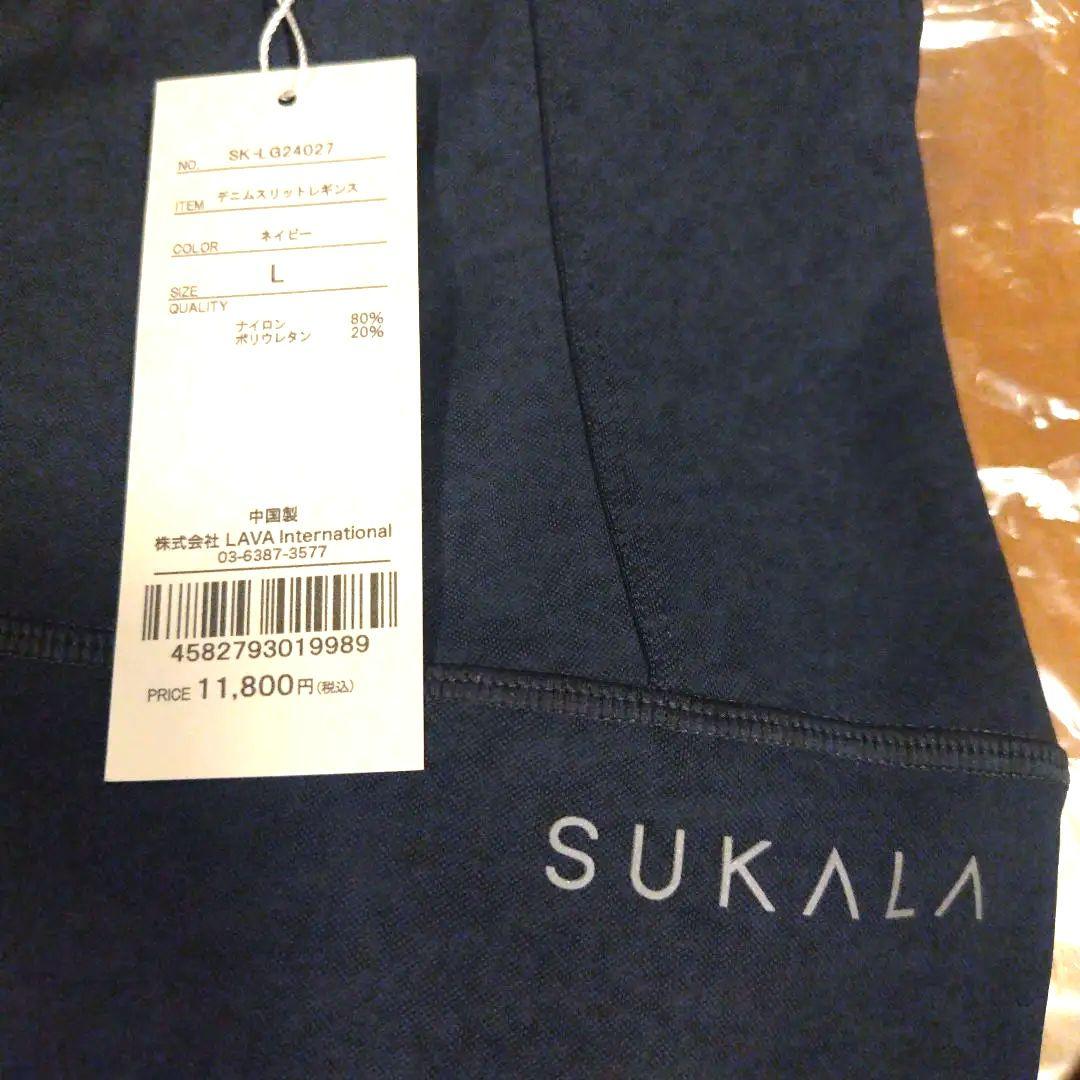 NO. SK-LG24027
ITEM デニムスリットレギンス
COLOR ネイビー
SIZE L
QUALITY
ナイロン 80%
ポリウレタン 20%
中国製
株式会社 LAVA International
03-6387-3577
4582793019989
PRICE 11,800円(税込)
SUKALA